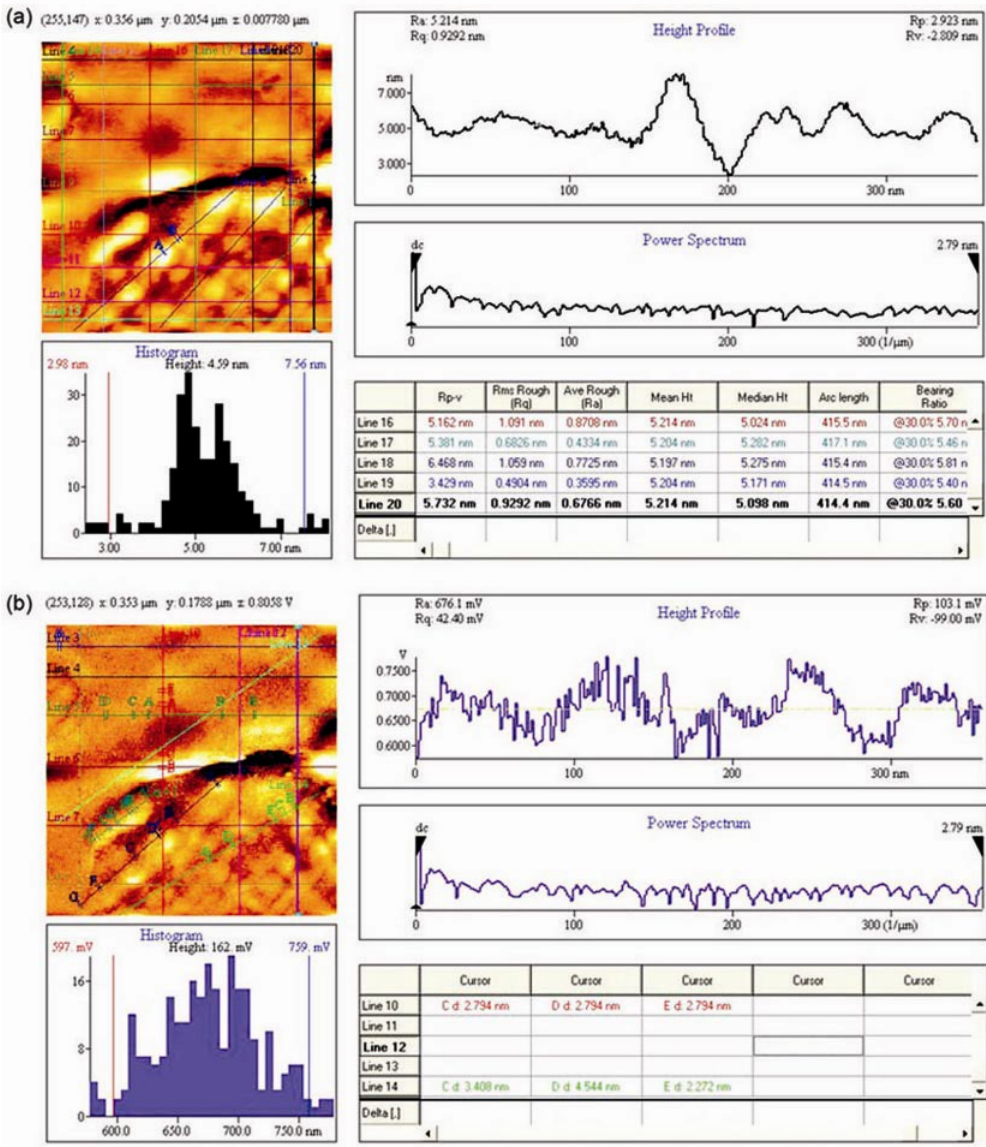 (a) (255,147) x: 0.356 µm y: 0.2054 µm z: 0.007780 µm
Line 5
Line 7
Line 9
Line 2
Line 10
A
Line 11
Line 12
Line 13
Ra: 5.214 nm Height Profile Rp: 2.923 nm
Rq: 0.9292 nm Rv: -2.809 nm
nm
7.000
5.000
3.000
0 100 200 300 nm
Power Spectrum
dc 2.79 nm
0 100 200 300 (1/µm)
Histogram
2.98 nm Height: 4.59 nm 7.56 nm
30
15
0
3.00 5.00 7.00 nm
Rp-v Rms Rough (Rq) Ave Rough (Ra) Mean Ht Median Ht Arc length Bearing Ratio
Line 16 5.162 nm 1.091 nm 0.8708 nm 5.214 nm 5.024 nm 415.5 nm @30.0% 5.70 n
Line 17 5.381 nm 0.6826 nm 0.4334 nm 5.204 nm 5.282 nm 417.1 nm @30.0% 5.46 n
Line 18 6.468 nm 1.059 nm 0.7725 nm 5.197 nm 5.275 nm 415.4 nm @30.0% 5.81 n
Line 19 3.429 nm 0.4904 nm 0.3595 nm 5.204 nm 5.171 nm 414.5 nm @30.0% 5.40 n
Line 20 5.732 nm 0.9292 nm 0.6766 nm 5.214 nm 5.098 nm 414.4 nm @30.0% 5.60
Delta [.]
(b) (253,128) x: 0.353 µm y: 0.1788 µm z: 0.8058 V
Line 3
Line 4
D C A
Line 6
Line 7
Ra: 676.1 mV Height Profile Rp: 103.1 mV
Rq: 42.40 mV Rv: -99.00 mV
V
0.7500
0.7000
0.6500
0.6000
0 100 200 300 nm
Power Spectrum
dc 2.79 nm
0 100 200 300 (1/µm)
Histogram
597. mV Height: 162. mV 759. mV
16
8
0
600.0 650.0 700.0 750.0 nm
Cursor Cursor Cursor Cursor Cursor
Line 10 C d: 2.794 nm D d: 2.794 nm E d: 2.794 nm
Line 11
Line 12
Line 13
Line 14 C d: 3.408 nm D d: 4.544 nm E d: 2.272 nm
Delta [.]